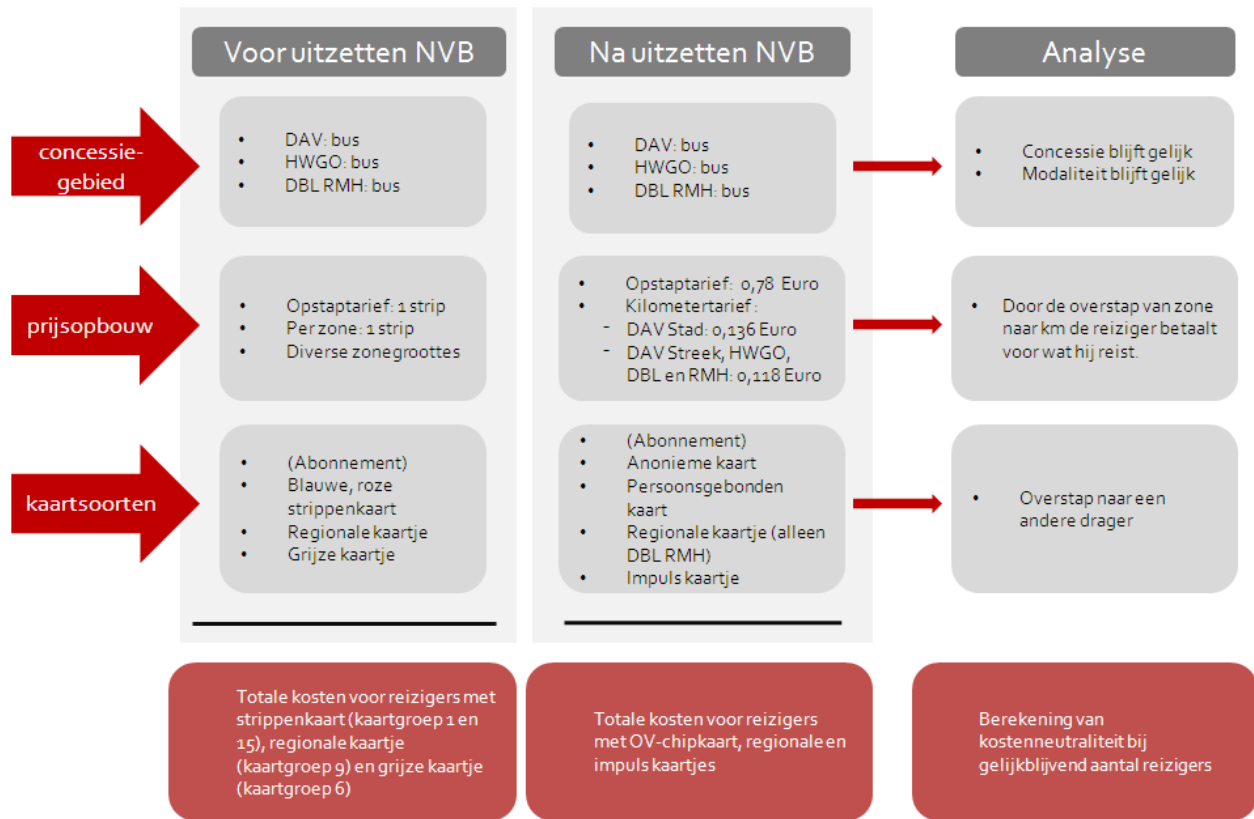 Voor uitzetten NVB
Na uitzetten NVB
Analyse
concessie-
gebied
• DAV: bus
• HWGO: bus
• DBL RMH: bus
• DAV: bus
• HWGO: bus
• DBL RMH: bus
• Concessie blijft gelijk
• Modaliteit blijft gelijk
prijsopbouw
• Opstaptarief: 1 strip
• Per zone: 1 strip
• Diverse zonegroottes
• Opstaptarief: 0,78 Euro
• Kilometertarief :
- DAV Stad: 0,136 Euro
- DAV Streek, HWGO,
DBL en RMH: 0,118 Euro
• Door de overstap van zone
naar km de reiziger betaalt
voor wat hij reist.
kaartsoorten
• (Abonnement)
• Blauwe, roze
strippenkaart
• Regionale kaartje
• Grijze kaartje
• (Abonnement)
• Anonieme kaart
• Persoonsgebonden
kaart
• Regionale kaartje (alleen
DBL RMH)
• Impuls kaartje
• Overstap naar een
andere drager
Totale kosten voor reizigers met
strippenkaart (kaartgroep 1 en
15), regionale kaartje
(kaartgroep 9) en grijze kaartje
(kaartgroep 6)
Totale kosten voor reizigers
met OV-chipkaart, regionale en
impuls kaartjes
Berekening van
kostenneutraliteit bij
gelijkblijvend aantal reizigers